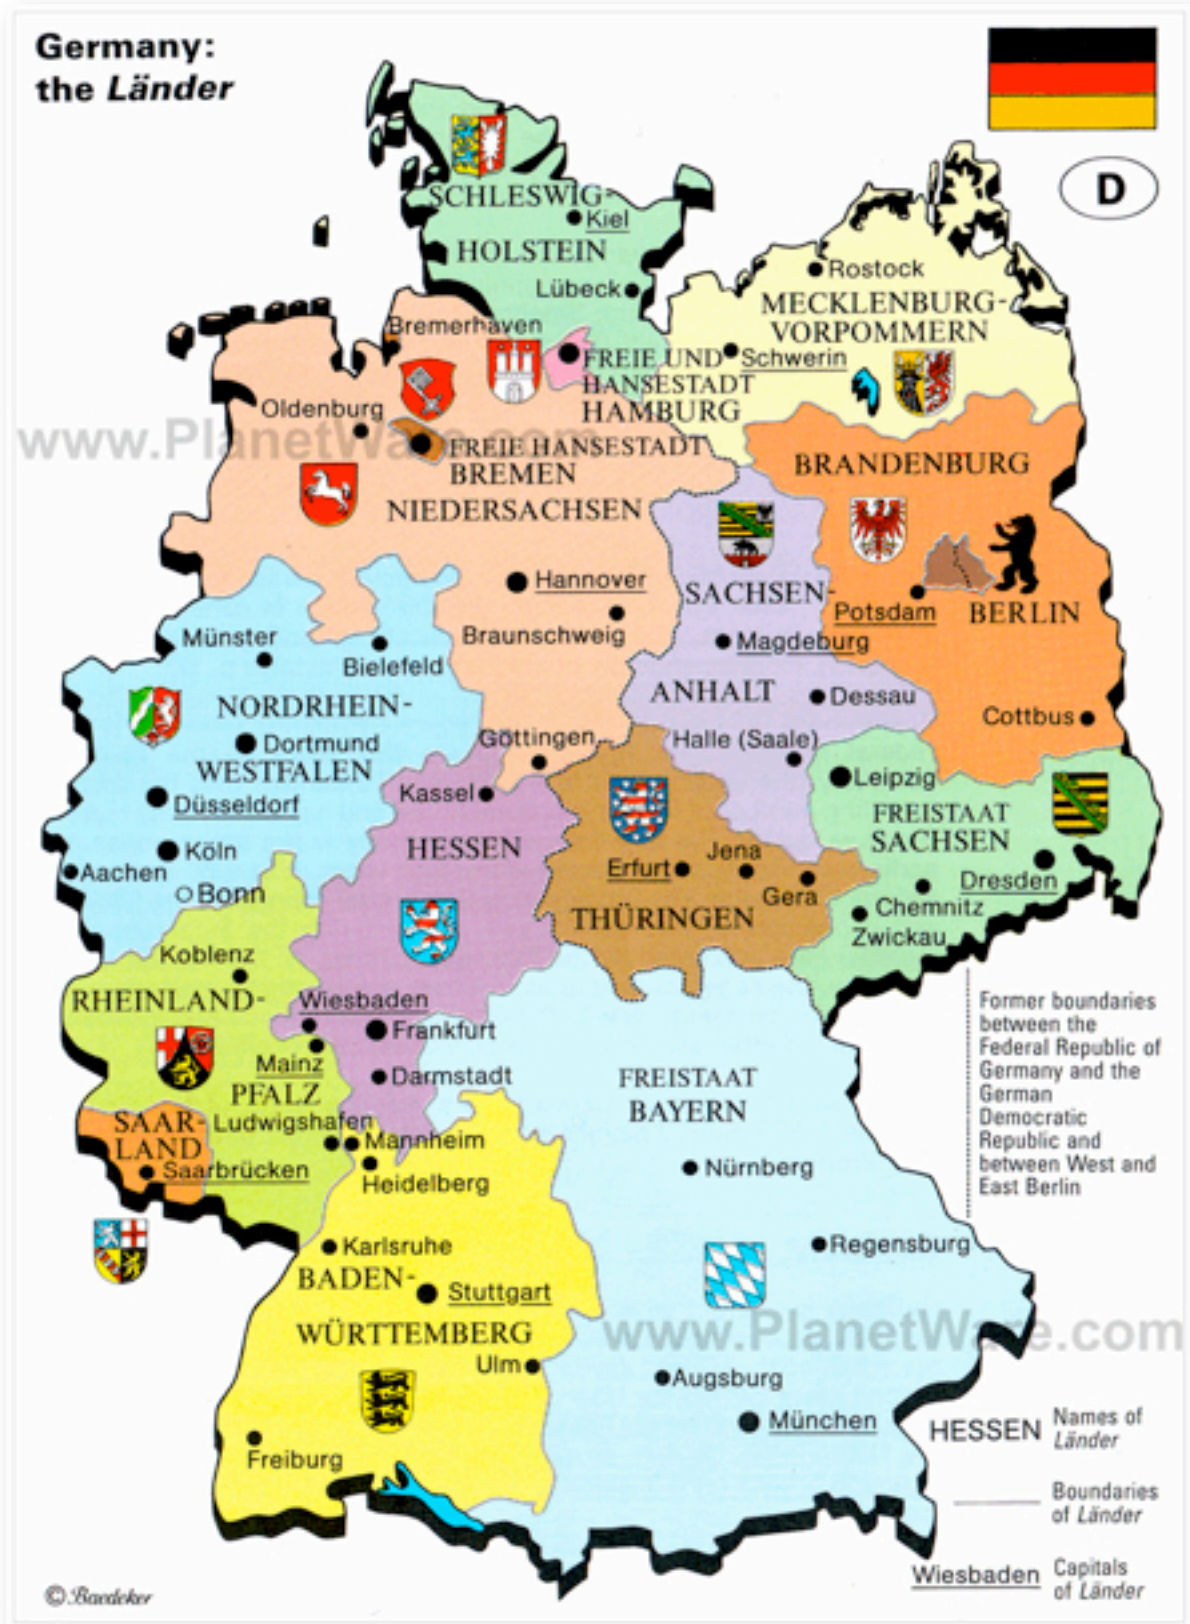 Germany:
the Länder
D
SCHLESWIG-
Kiel
HOLSTEIN
Lübeck
Rostock
MECKLENBURG-
VORPOMMERN
Schwerin
Bremerhaven
FREIE UND
HANSESTADT
HAMBURG
Oldenburg
www.PlanetWare.com
FREIE HANSESTADT
BREMEN
NIEDERSACHSEN
BRANDENBURG
Hannover
Braunschweig
SACHSEN-
Potsdam
BERLIN
Magdeburg
Münster
Bielefeld
ANHALT
Dessau
Cottbus
NORDRHEIN-
Dortmund
WESTFALEN
Göttingen
Halle (Saale)
Leipzig
Düsseldorf
Kassel
FREISTAAT
SACHSEN
HESSEN
Köln
Aachen
Bonn
Erfurt
Jena
Gera
Dresden
Chemnitz
Zwickau
THÜRINGEN
Koblenz
RHEINLAND-
Wiesbaden
Frankfurt
Mainz
Darmstadt
PFALZ
FREISTAAT
BAYERN
Former boundaries
between the
Federal Republic of
Germany and the
German
Democratic
Republic and
between West and
East Berlin
SAAR-
LAND
Ludwigshafen
Mannheim
Saarbrücken
Heidelberg
Nürnberg
Karlsruhe
Regensburg
BADEN-
Stuttgart
WÜRTTEMBERG
www.PlanetWare.com
Ulm
Augsburg
München
Freiburg
HESSEN
Names of
Länder
Boundaries
of Länder
Wiesbaden
Capitals
of Länder
© Baedeker